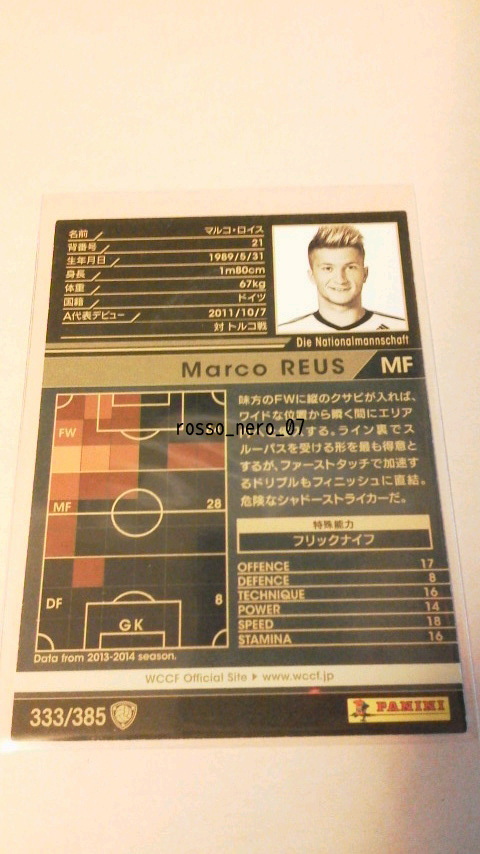 名前 マルコ・ロイス
背番号 21
生年月日 1989/5/31
身長 1m80cm
体重 67kg
国籍 ドイツ
A代表デビュー 2011/10/7
対 トルコ戦
Die Nationalmannschaft
Marco REUS MF
味方のFWに縦のクサビが入れば、
ワイドな位置から瞬く間にエリア
する。ライン裏でス
ルーパスを受ける形を最も得意と
するが、ファーストタッチで加速す
るドリブルもフィニッシュに直結。
危険なシャドーストライカーだ。
rosso_nero_07
特殊能力
フリックナイフ
FW
MF 28
DF 8
GK
OFFENCE 17
DEFENCE 8
TECHNIQUE 16
POWER 14
SPEED 18
STAMINA 16
Data from 2013-2014 season.
WCCF Official Site ▶ www.wccf.jp
333/385
PANINI